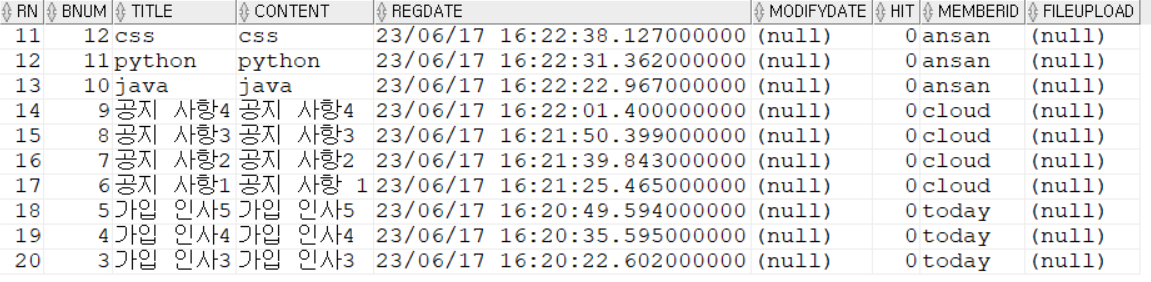 RN BNUM TITLE CONTENT REGDATE MODIFYDATE HIT MEMBERID FILEUPLOAD
11 12 css css 23/06/17 16:22:38.127000000 (null) 0 ansan (null)
12 11 python python 23/06/17 16:22:31.362000000 (null) 0 ansan (null)
13 10 java java 23/06/17 16:22:22.967000000 (null) 0 ansan (null)
14 9 공지 사항4 공지 사항4 23/06/17 16:22:01.400000000 (null) 0 cloud (null)
15 8 공지 사항3 공지 사항3 23/06/17 16:21:50.399000000 (null) 0 cloud (null)
16 7 공지 사항2 공지 사항2 23/06/17 16:21:39.843000000 (null) 0 cloud (null)
17 6 공지 사항1 공지 사항 1 23/06/17 16:21:25.465000000 (null) 0 cloud (null)
18 5 가입 인사5 가입 인사5 23/06/17 16:20:49.594000000 (null) 0 today (null)
19 4 가입 인사4 가입 인사4 23/06/17 16:20:35.595000000 (null) 0 today (null)
20 3 가입 인사3 가입 인사3 23/06/17 16:20:22.602000000 (null) 0 today (null)